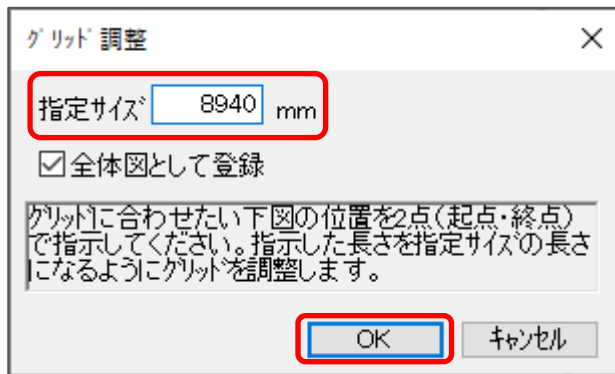 グリッド調整
指定サイズ 8940 mm
全体図として登録
グリッドに合わせたい下図の位置を2点(起点・終点)
で指示してください。指示した長さを指定サイズの長さ
になるようにグリッドを調整します。
OK キャンセル